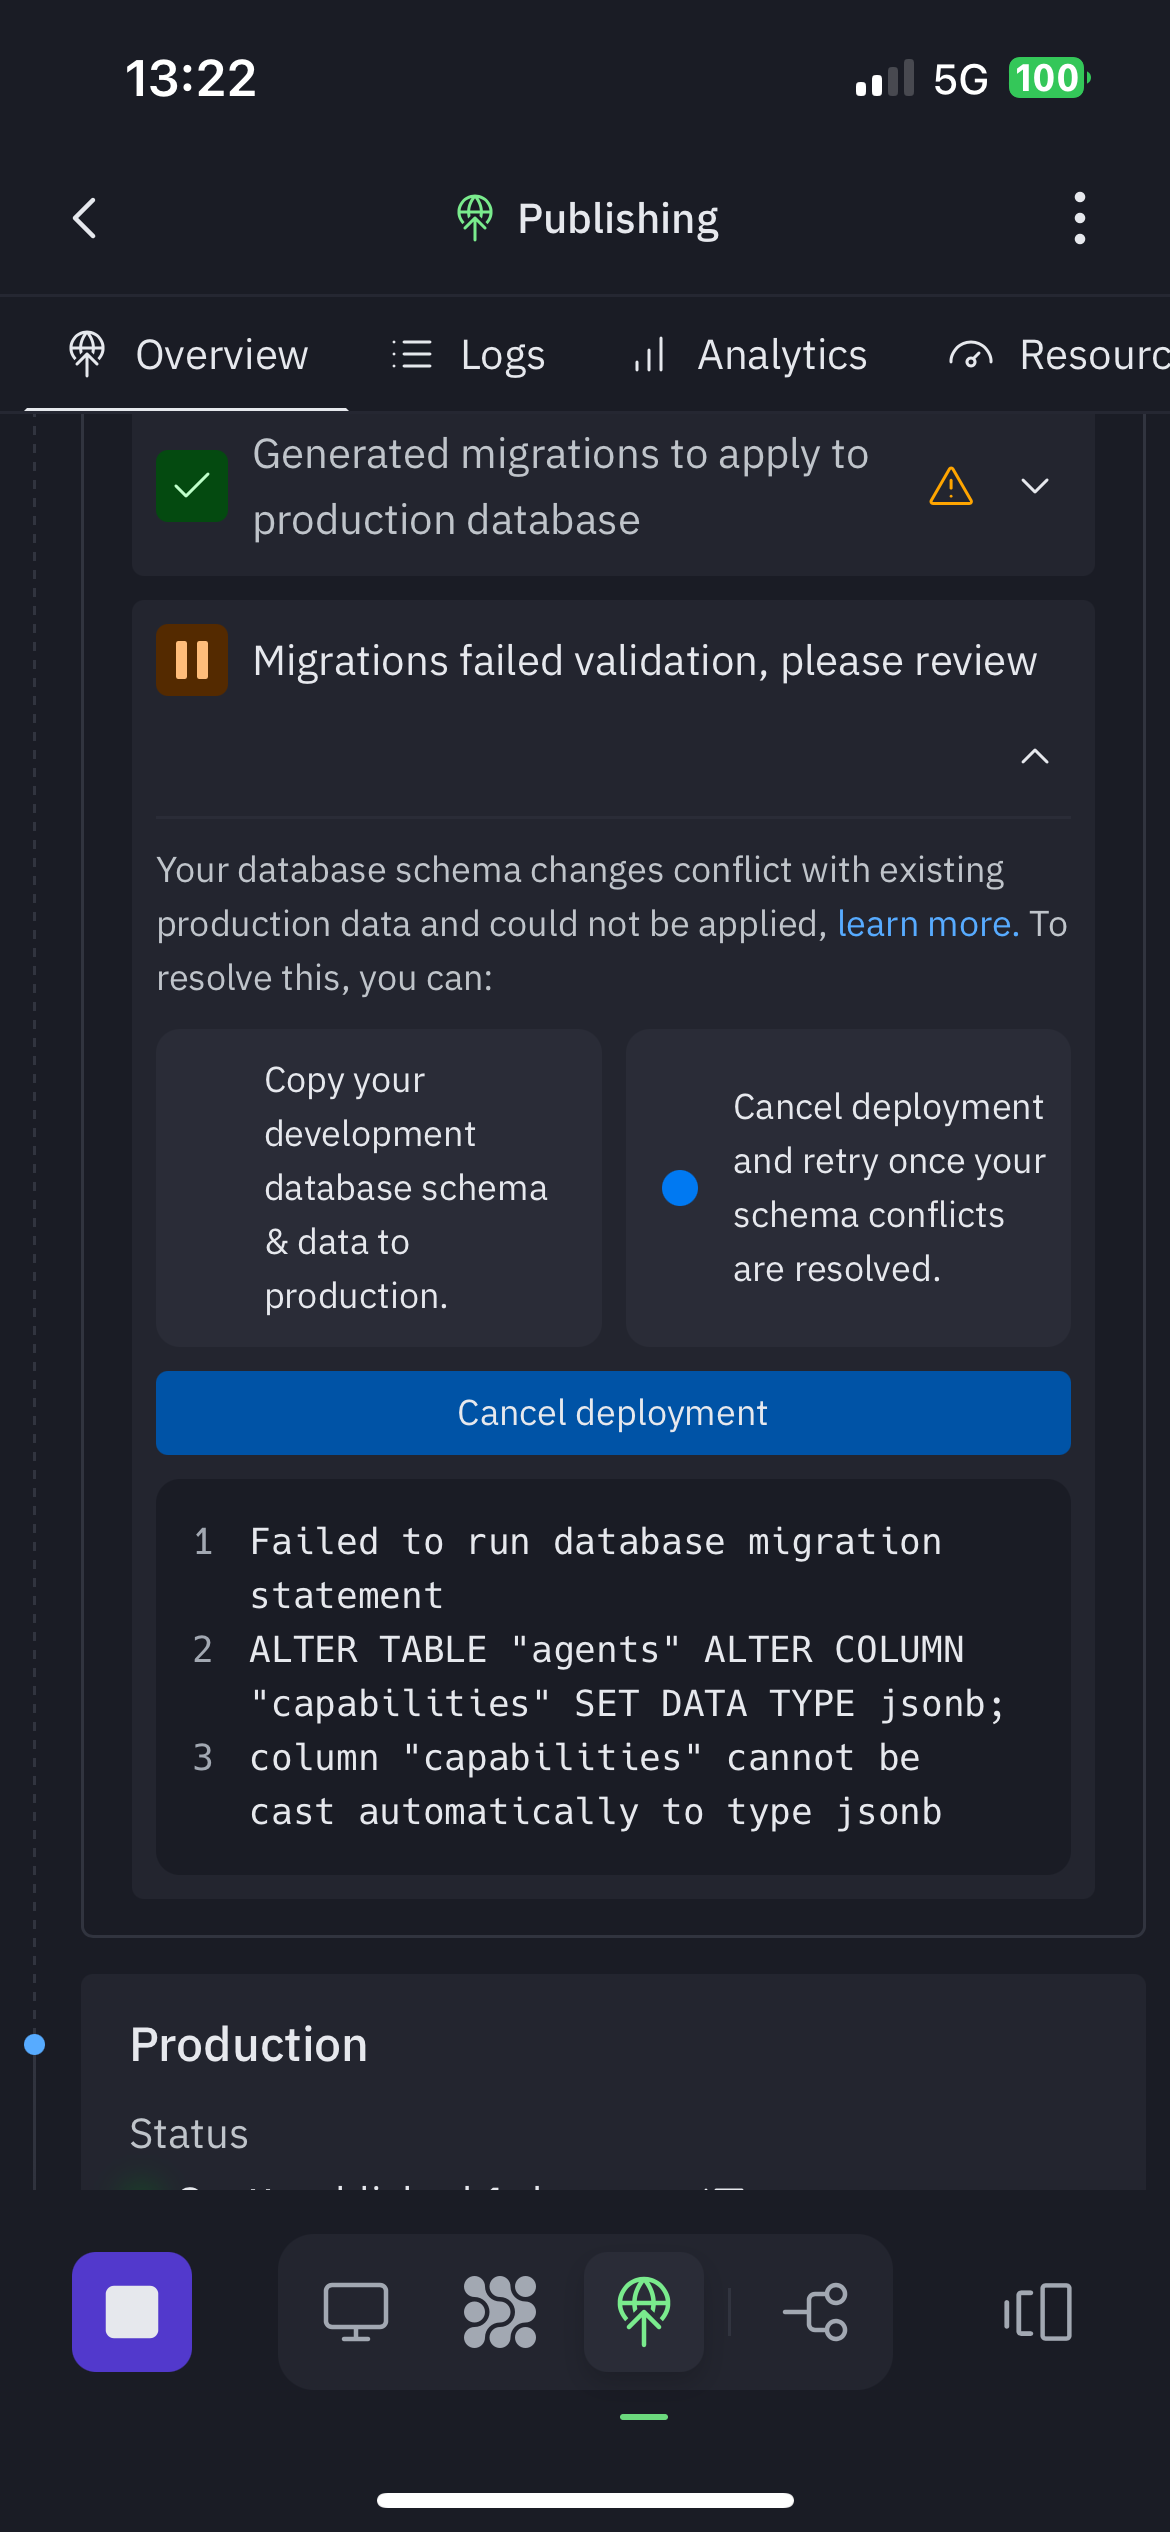 13:22
5G
100
Publishing
Overview
Logs
Analytics
Resourc
Generated migrations to apply to
production database
Migrations failed validation, please review
Your database schema changes conflict with existing
production data and could not be applied, learn more. To
resolve this, you can:
Copy your
development
database schema
& data to
production.
Cancel deployment
and retry once your
schema conflicts
are resolved.
Cancel deployment
1 Failed to run database migration
statement
2 ALTER TABLE "agents" ALTER COLUMN
"capabilities" SET DATA TYPE jsonb;
3 column "capabilities" cannot be
cast automatically to type jsonb
Production
Status